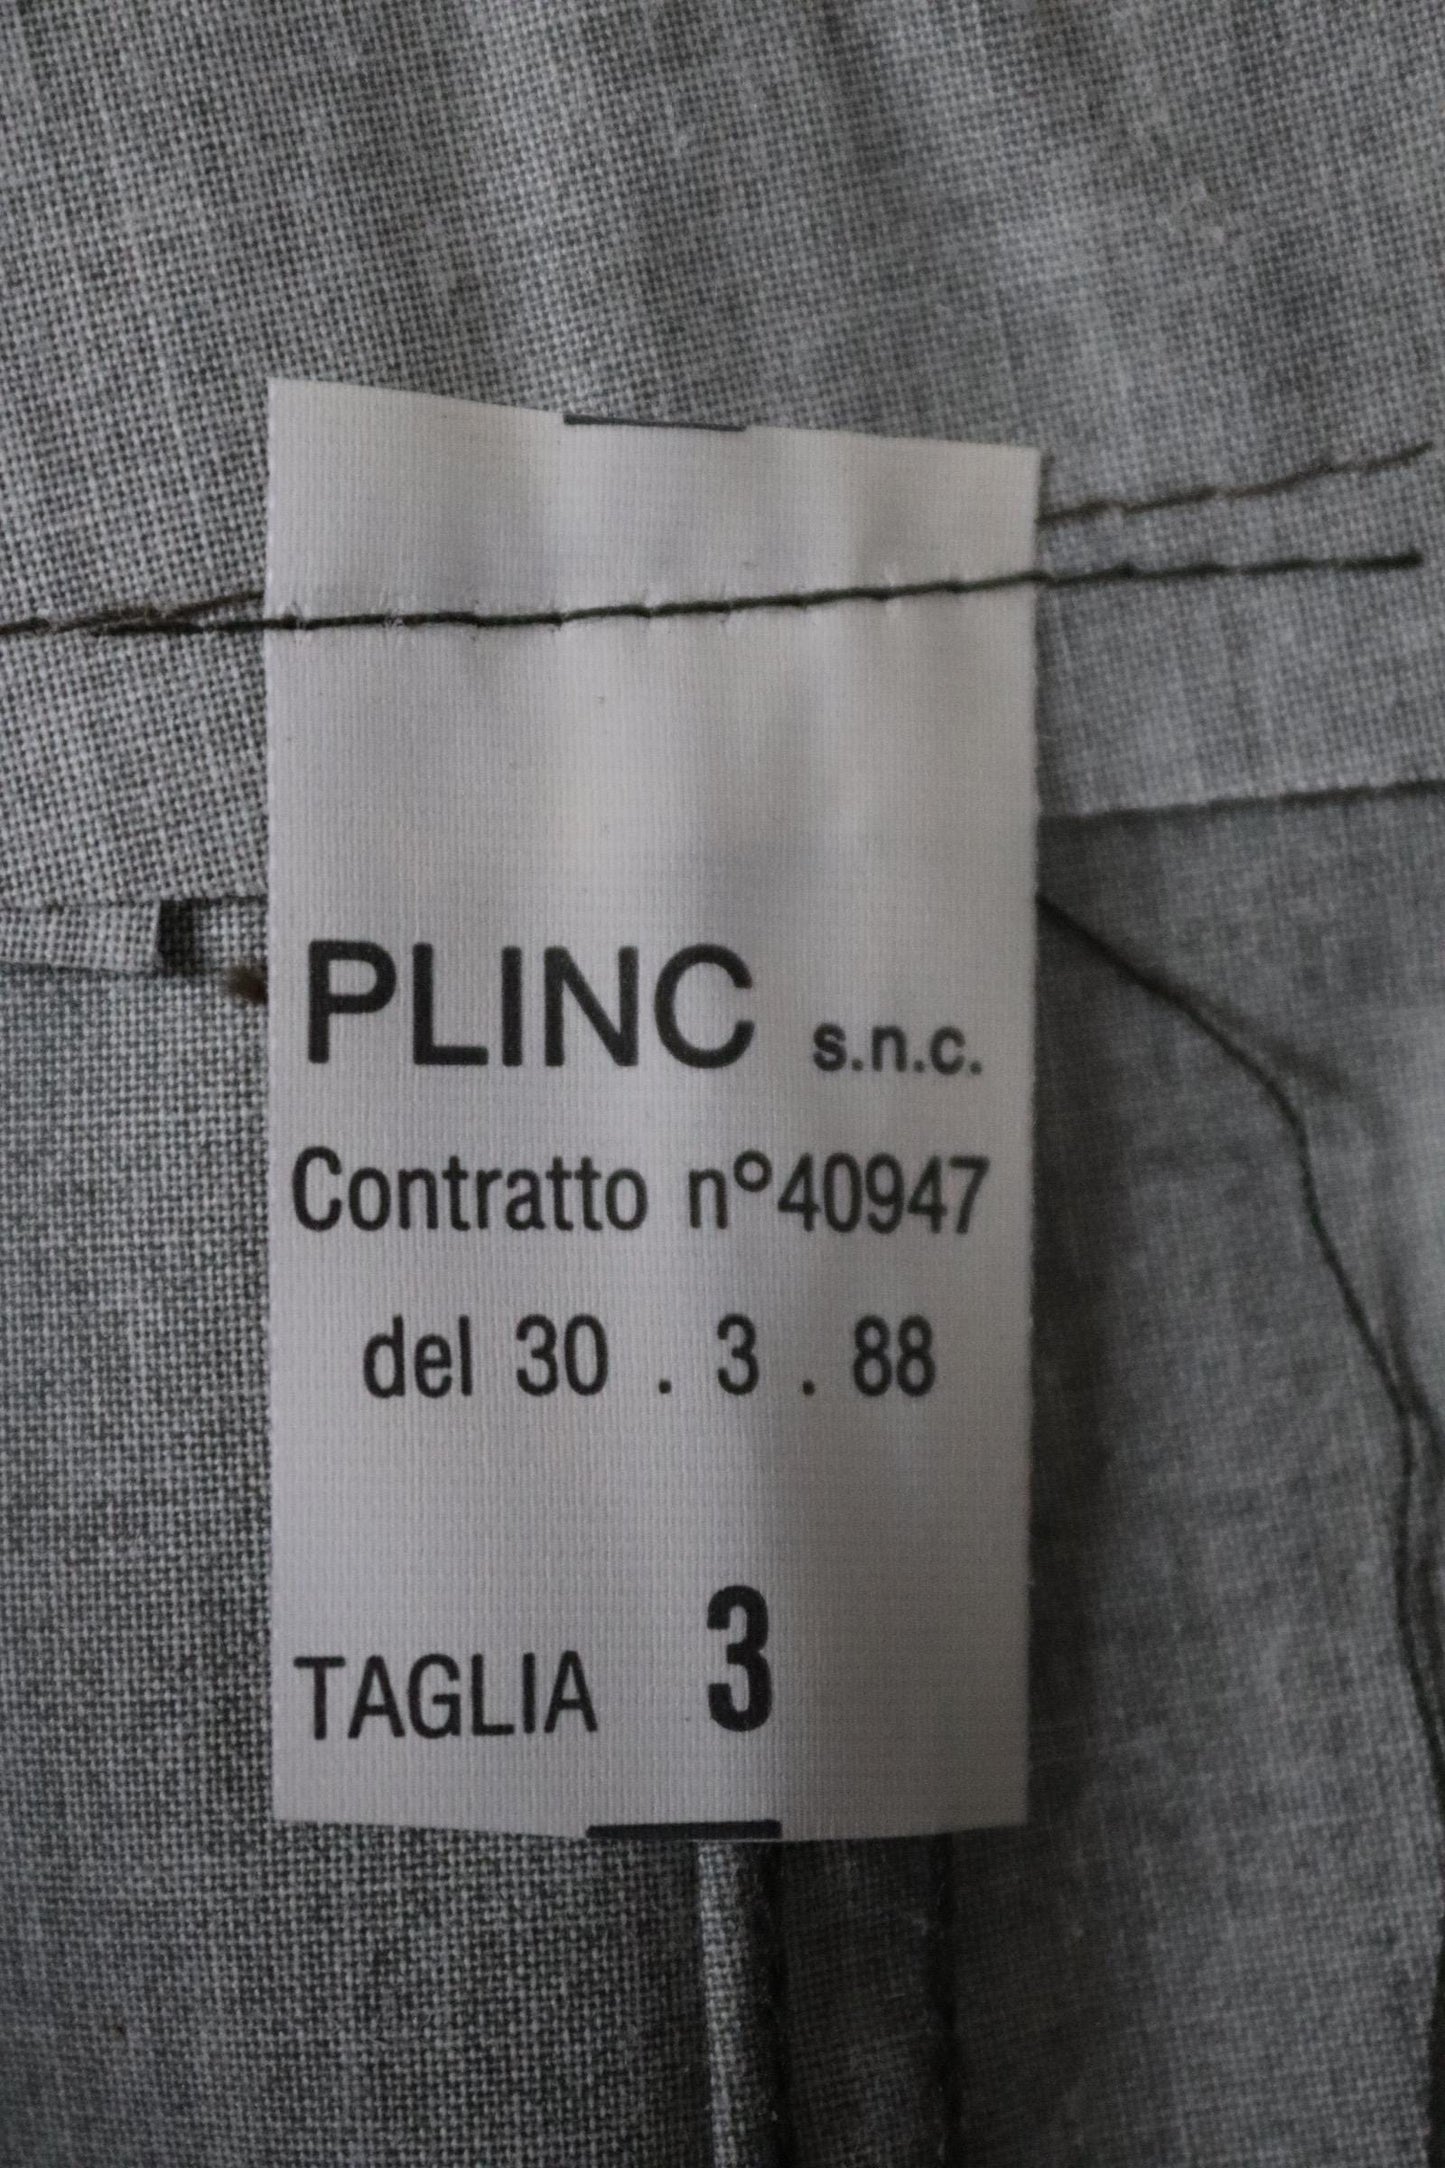 PLINC s.n.c.
Contratto n°40947
del 30 . 3 . 88
TAGLIA 3